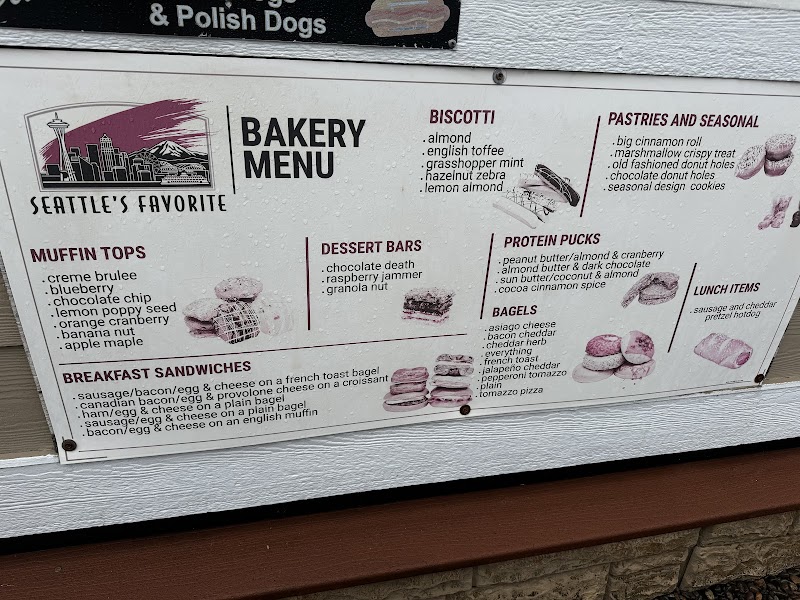 & Polish Dogs
SEATTLE'S FAVORITE
BAKERY
MENU
BISCOTTI
. almond
. english toffee
. grasshopper mint
. hazelnut zebra
. lemon almond
PASTRIES AND SEASONAL
. big cinnamon roll
. marshmallow crispy treat
. old fashioned donut holes
. chocolate donut holes
. seasonal design cookies
MUFFIN TOPS
. creme brulee
. blueberry
. chocolate chip
. lemon poppy seed
. orange cranberry
. banana nut
. apple maple
DESSERT BARS
. chocolate death
. raspberry jammer
. granola nut
PROTEIN PUCKS
. peanut butter/almond & cranberry
. almond butter & dark chocolate
. sun butter/coconut & almond
. cocoa cinnamon spice
BAGELS
. asiago cheese
. bacon cheddar
. cheddar herb
. everything
. french toast
. jalapeño cheddar
. pepperoni tomazzo
. plain
. tomazzo pizza
LUNCH ITEMS
. sausage and cheddar
pretzel hotdog
BREAKFAST SANDWICHES
. sausage/bacon/egg & cheese on a french toast bagel
. canadian bacon/egg & provolone cheese on a croissant
. ham/egg & cheese on a plain bagel
. sausage/egg & cheese on a plain bagel
. bacon/egg & cheese on an english muffin